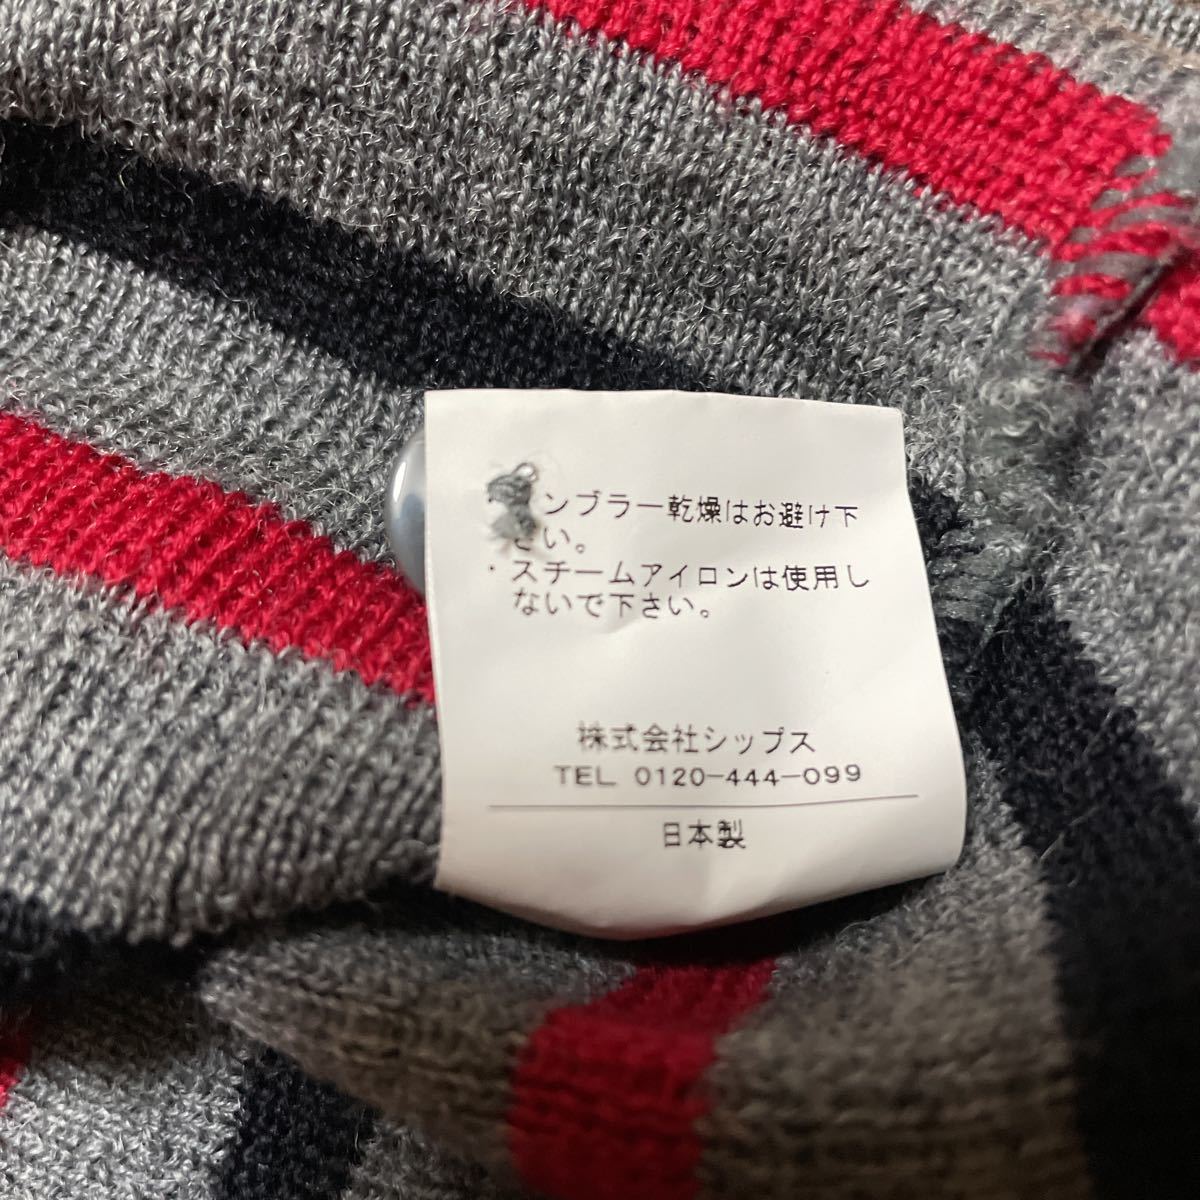 ンブラー乾燥はお避け下
さい。
・スチームアイロンは使用し
ないで下さい。
株式会社シップス
TEL 0120-444-099
日本製